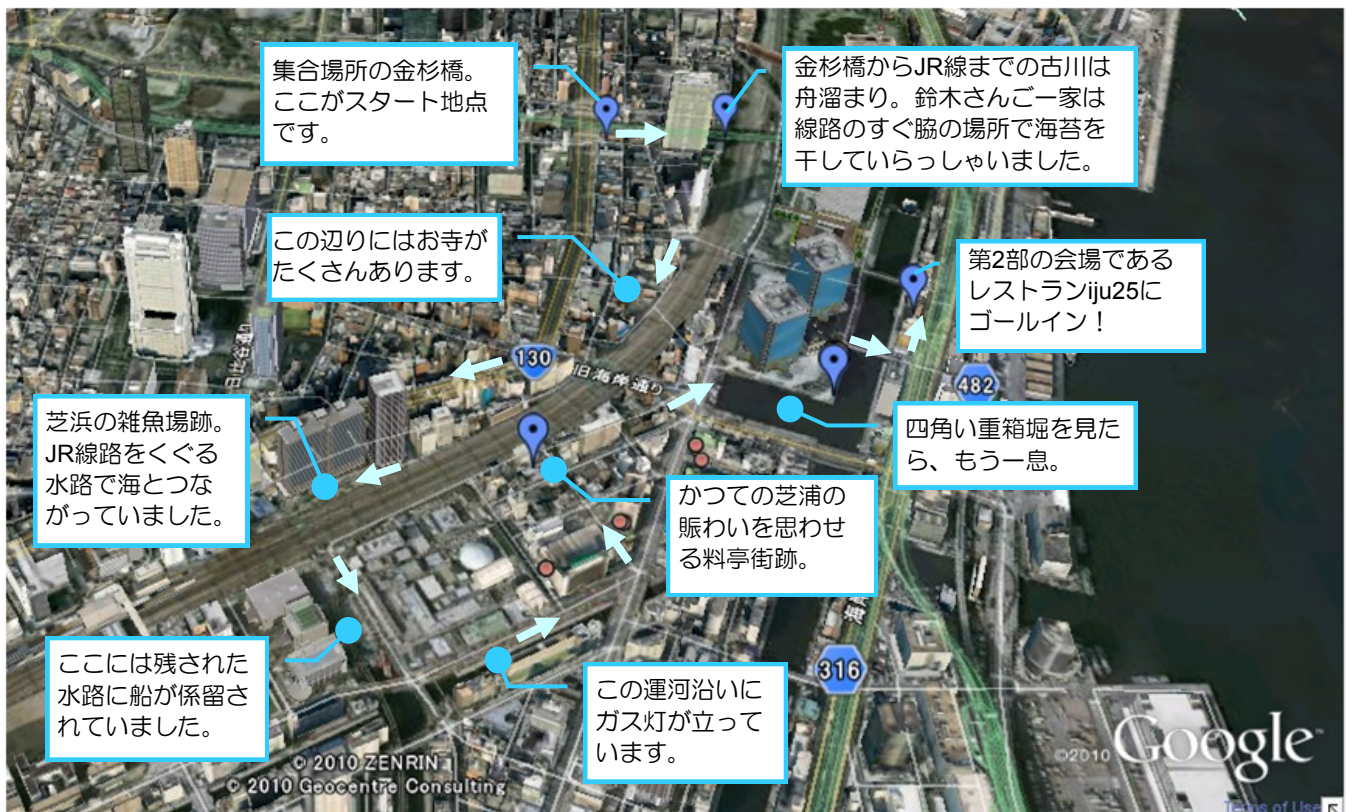 集合場所の金杉橋。
ここがスタート地点
です。
金杉橋からJR線までの古川は
舟溜まり。鈴木さんご一家は
線路のすぐ脇の場所で海苔を
干していらっしゃいました。
この辺りにはお寺が
たくさんあります。
第2部の会場である
レストランiju25に
ゴールイン！
日比谷通り
130
旧海岸通り
482
芝浜の雑魚場跡。
JR線路をくぐる
水路で海とつな
がっていました。
四角い重箱堀を見た
ら、もう一息。
かつての芝浦の
賑わいを思わせ
る料亭街跡。
ここには残された
水路に船が係留さ
れていました。
この運河沿いに
ガス灯が立って
います。
316
© 2010 ZENRIN
© 2010 Geocentre Consulting
©2010 Google™
Terms of Use